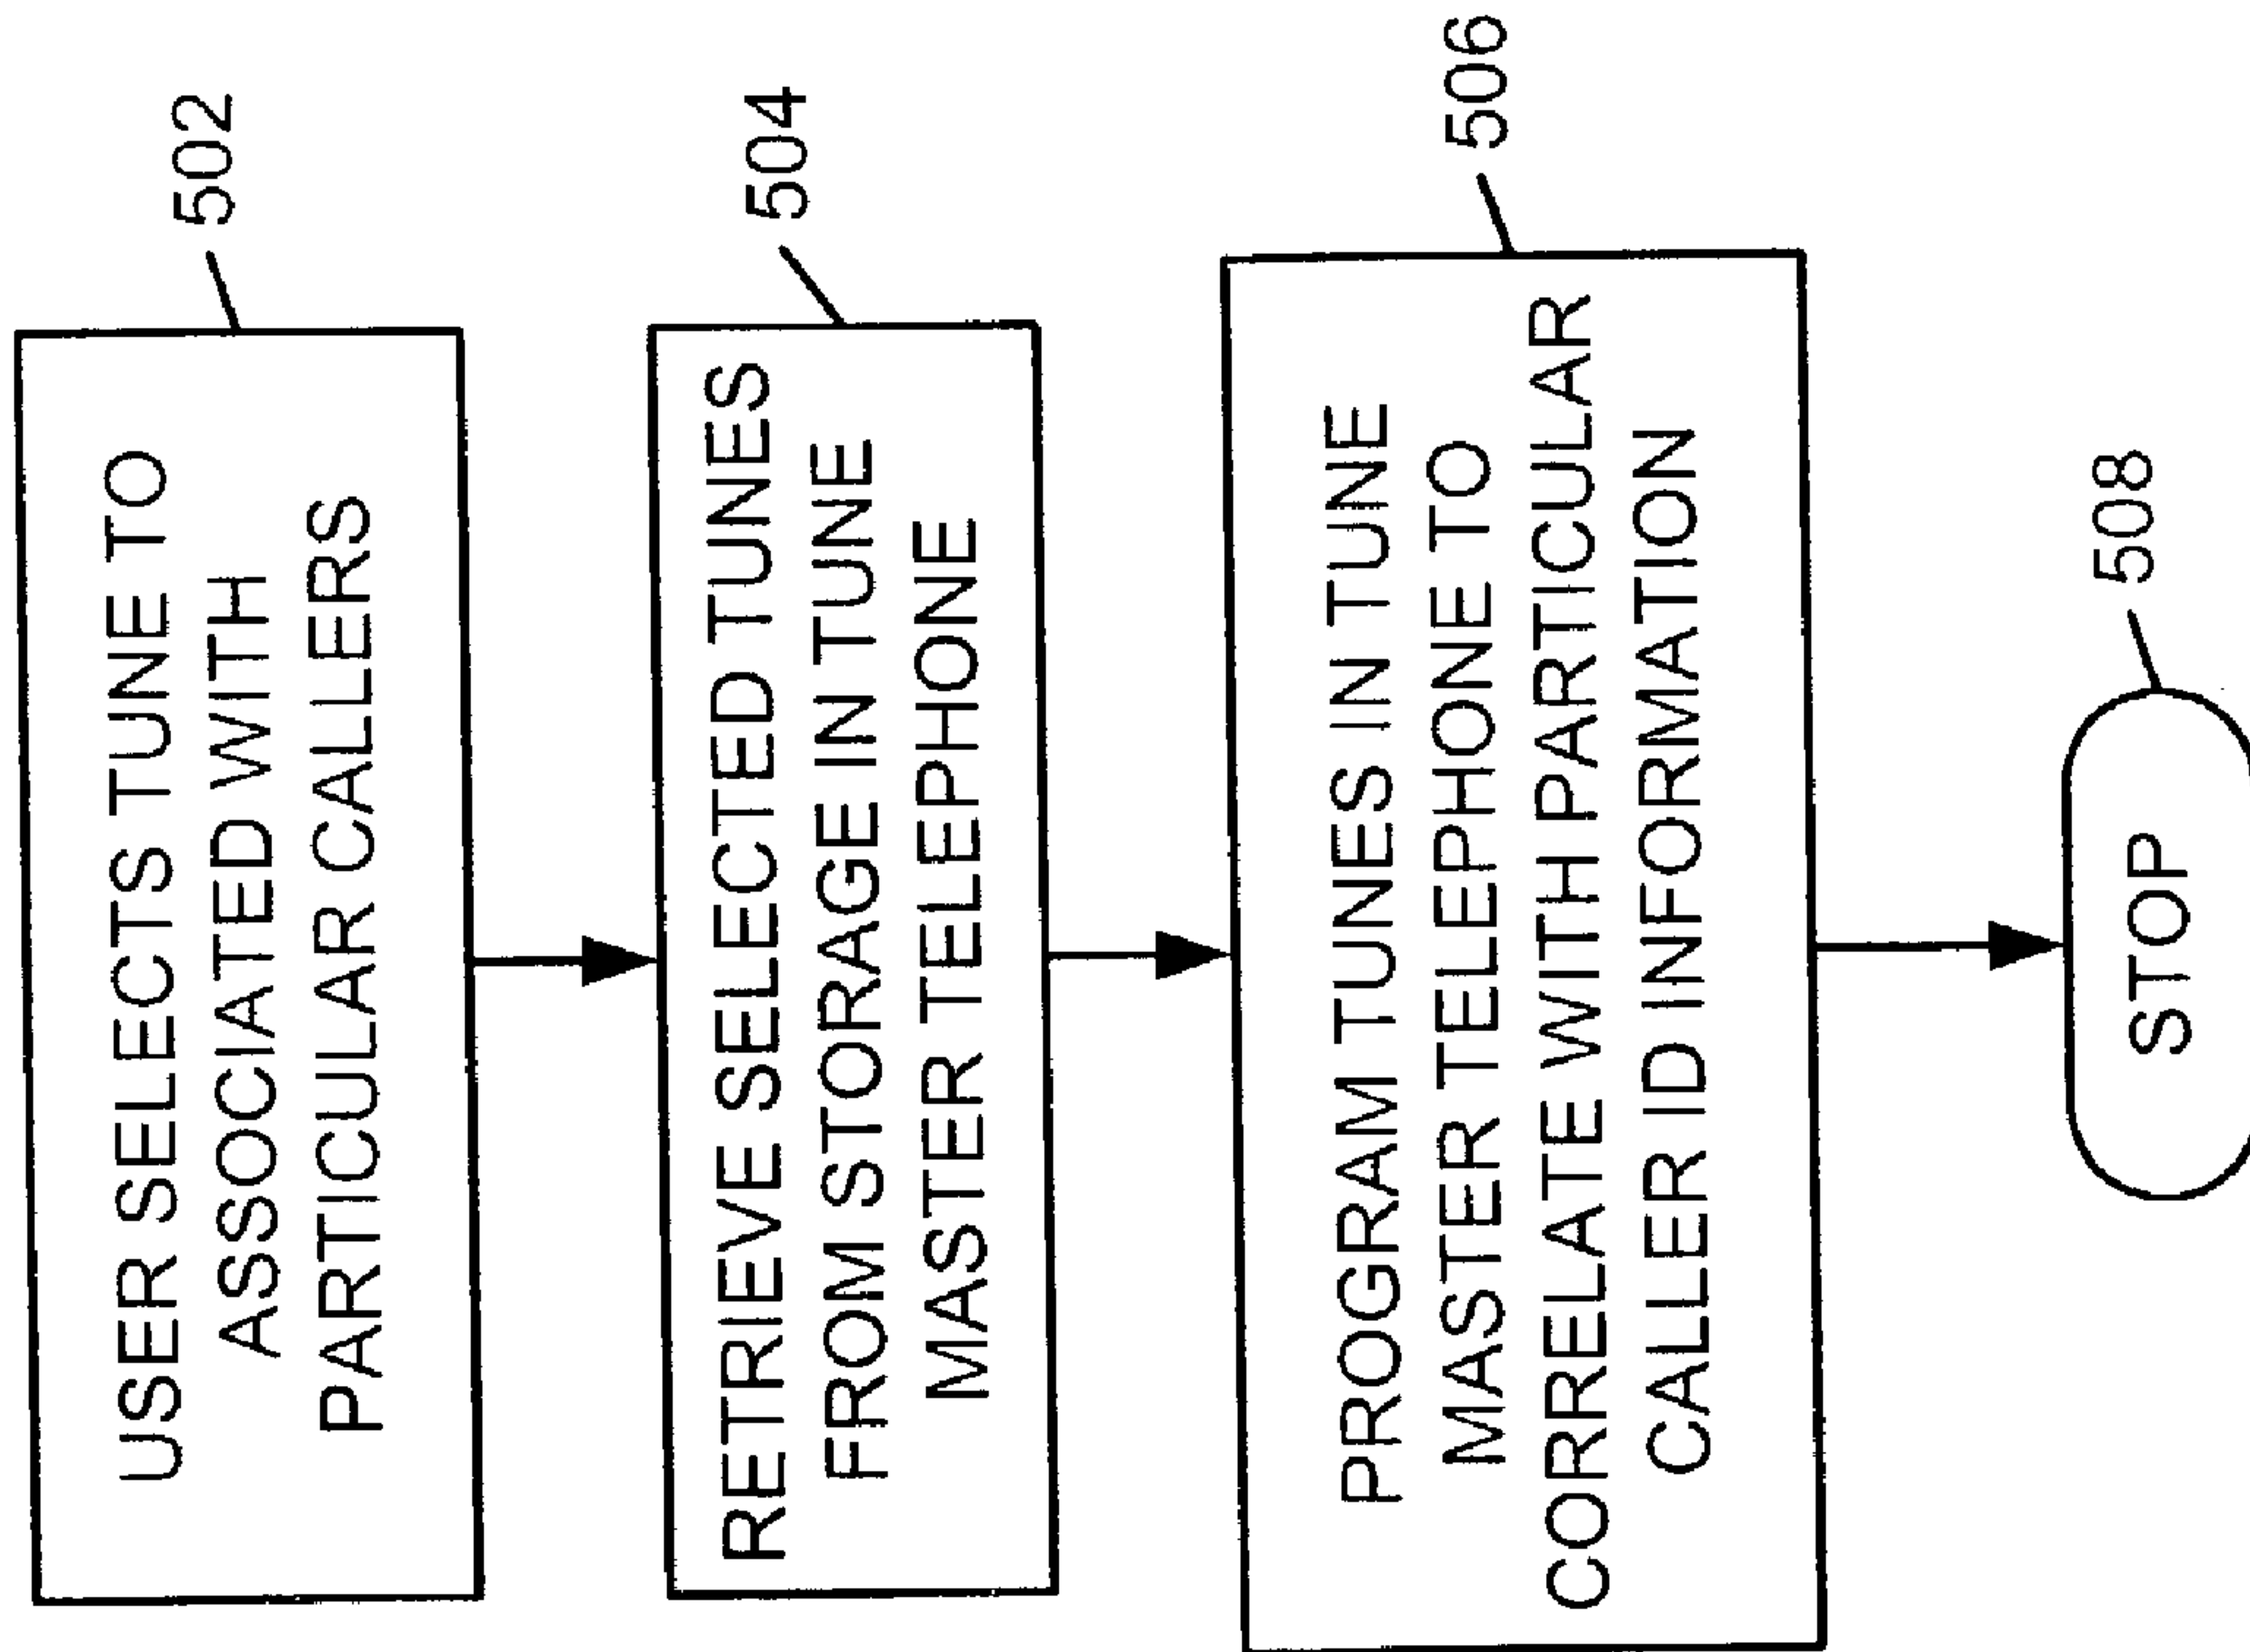 USER SELECTS TUNE TO
ASSOCIATED WITH
PARTICULAR CALLERS
502
RETRIEVE SELECTED TUNES
FROM STORAGE IN TUNE
MASTER TELEPHONE
504
PROGRAM TUNES IN TUNE
MASTER TELEPHONE TO
CORRELATE WITH PARTICULAR
CALLER ID INFORMATION
506
STOP
508